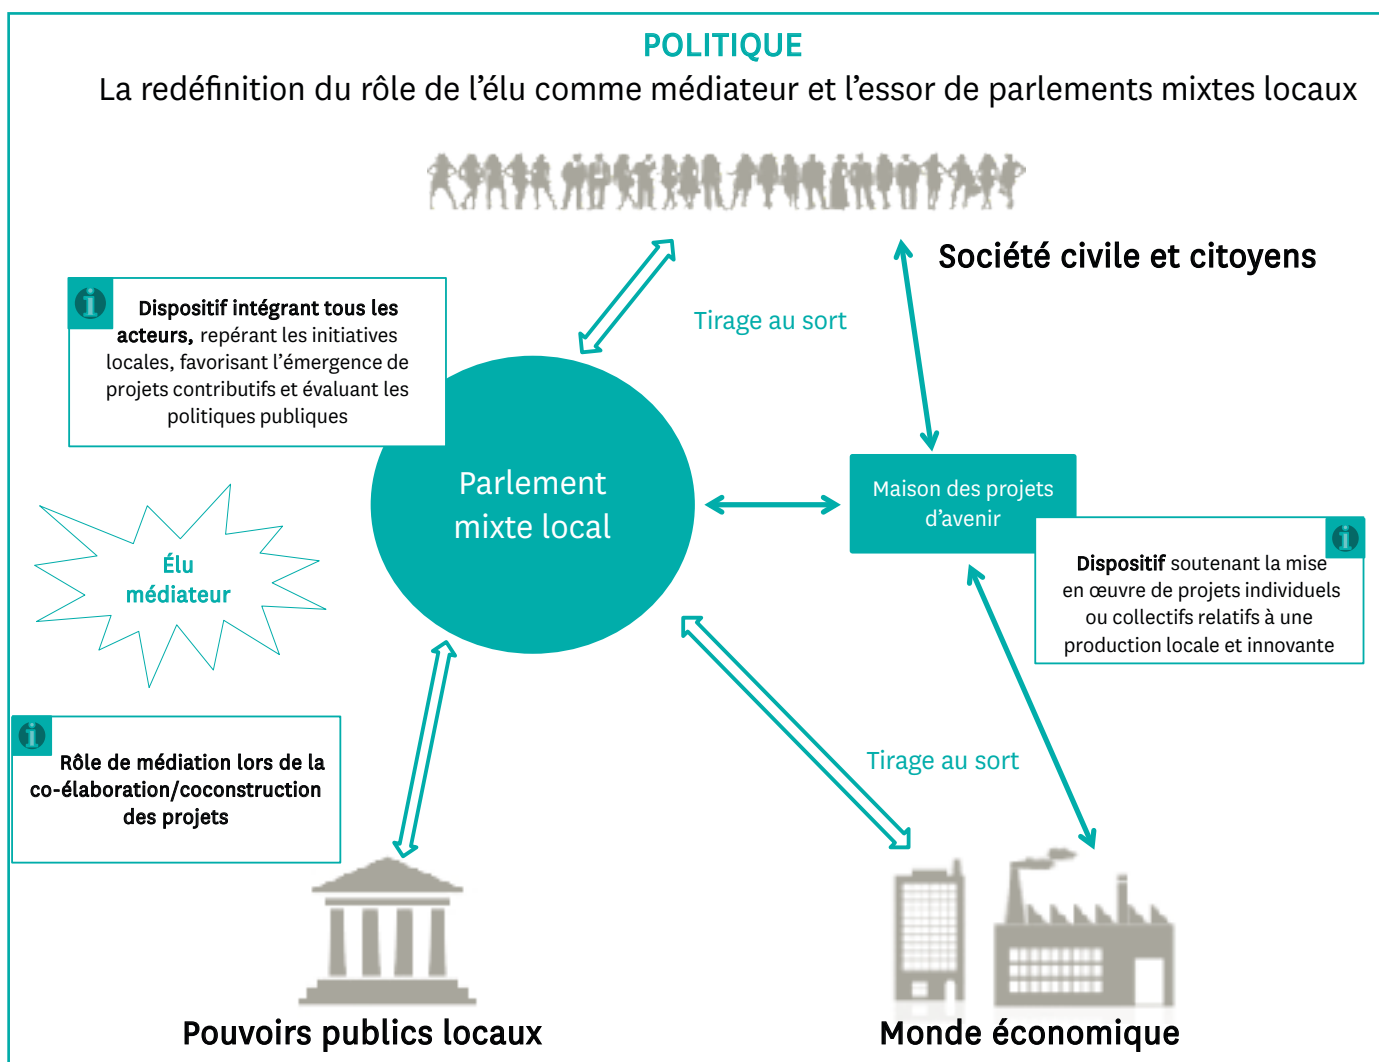 POLITIQUE
La redéfinition du rôle de l’élu comme médiateur et l’essor de parlements mixtes locaux
Société civile et citoyens
Dispositif intégrant tous les
acteurs, repérant les initiatives
locales, favorisant l’émergence de
projets contributifs et évaluant les
politiques publiques
Tirage au sort
Parlement
mixte local
Maison des projets
d’avenir
Dispositif soutenant la mise
en œuvre de projets individuels
ou collectifs relatifs à une
production locale et innovante
Élu
médiateur
Rôle de médiation lors de la
co-élaboration/coconstruction
des projets
Tirage au sort
Pouvoirs publics locaux
Monde économique